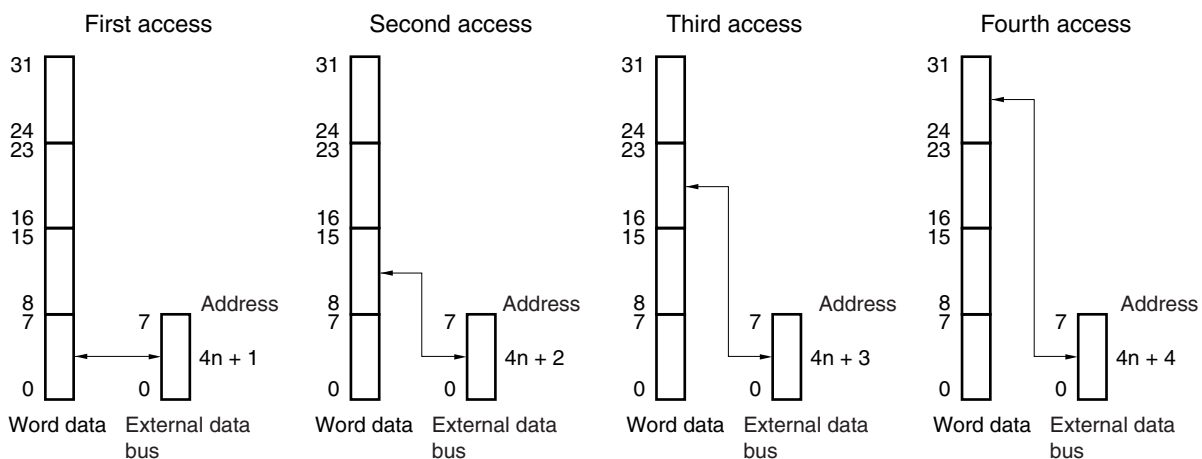 First access
31
24
23
16
15
8
7
0
Address
7
4n + 1
0
Word data
External data
bus
Second access
31
24
23
16
15
8
7
0
Address
7
4n + 2
0
Word data
External data
bus
Third access
31
24
23
16
15
8
7
0
Address
7
4n + 3
0
Word data
External data
bus
Fourth access
31
24
23
16
15
8
7
0
Address
7
4n + 4
0
Word data
External data
bus